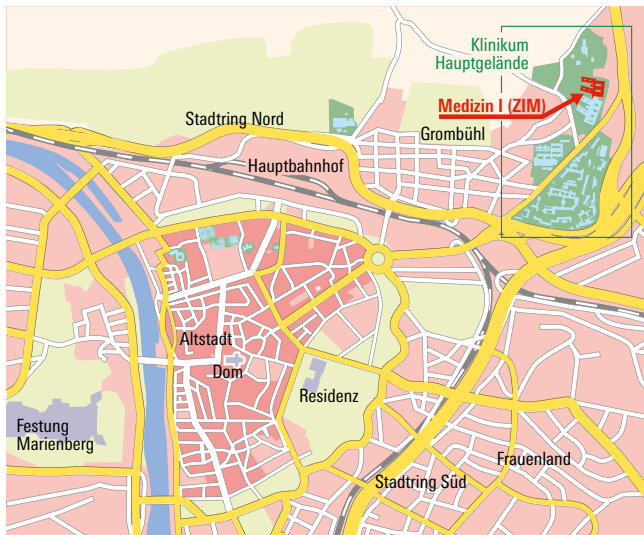 Klinikum
Hauptgelände
Medizin I (ZIM)
Stadtring Nord
Grombühl
Hauptbahnhof
Altstadt
Dom
Residenz
Festung
Marienberg
Frauenland
Stadtring Süd